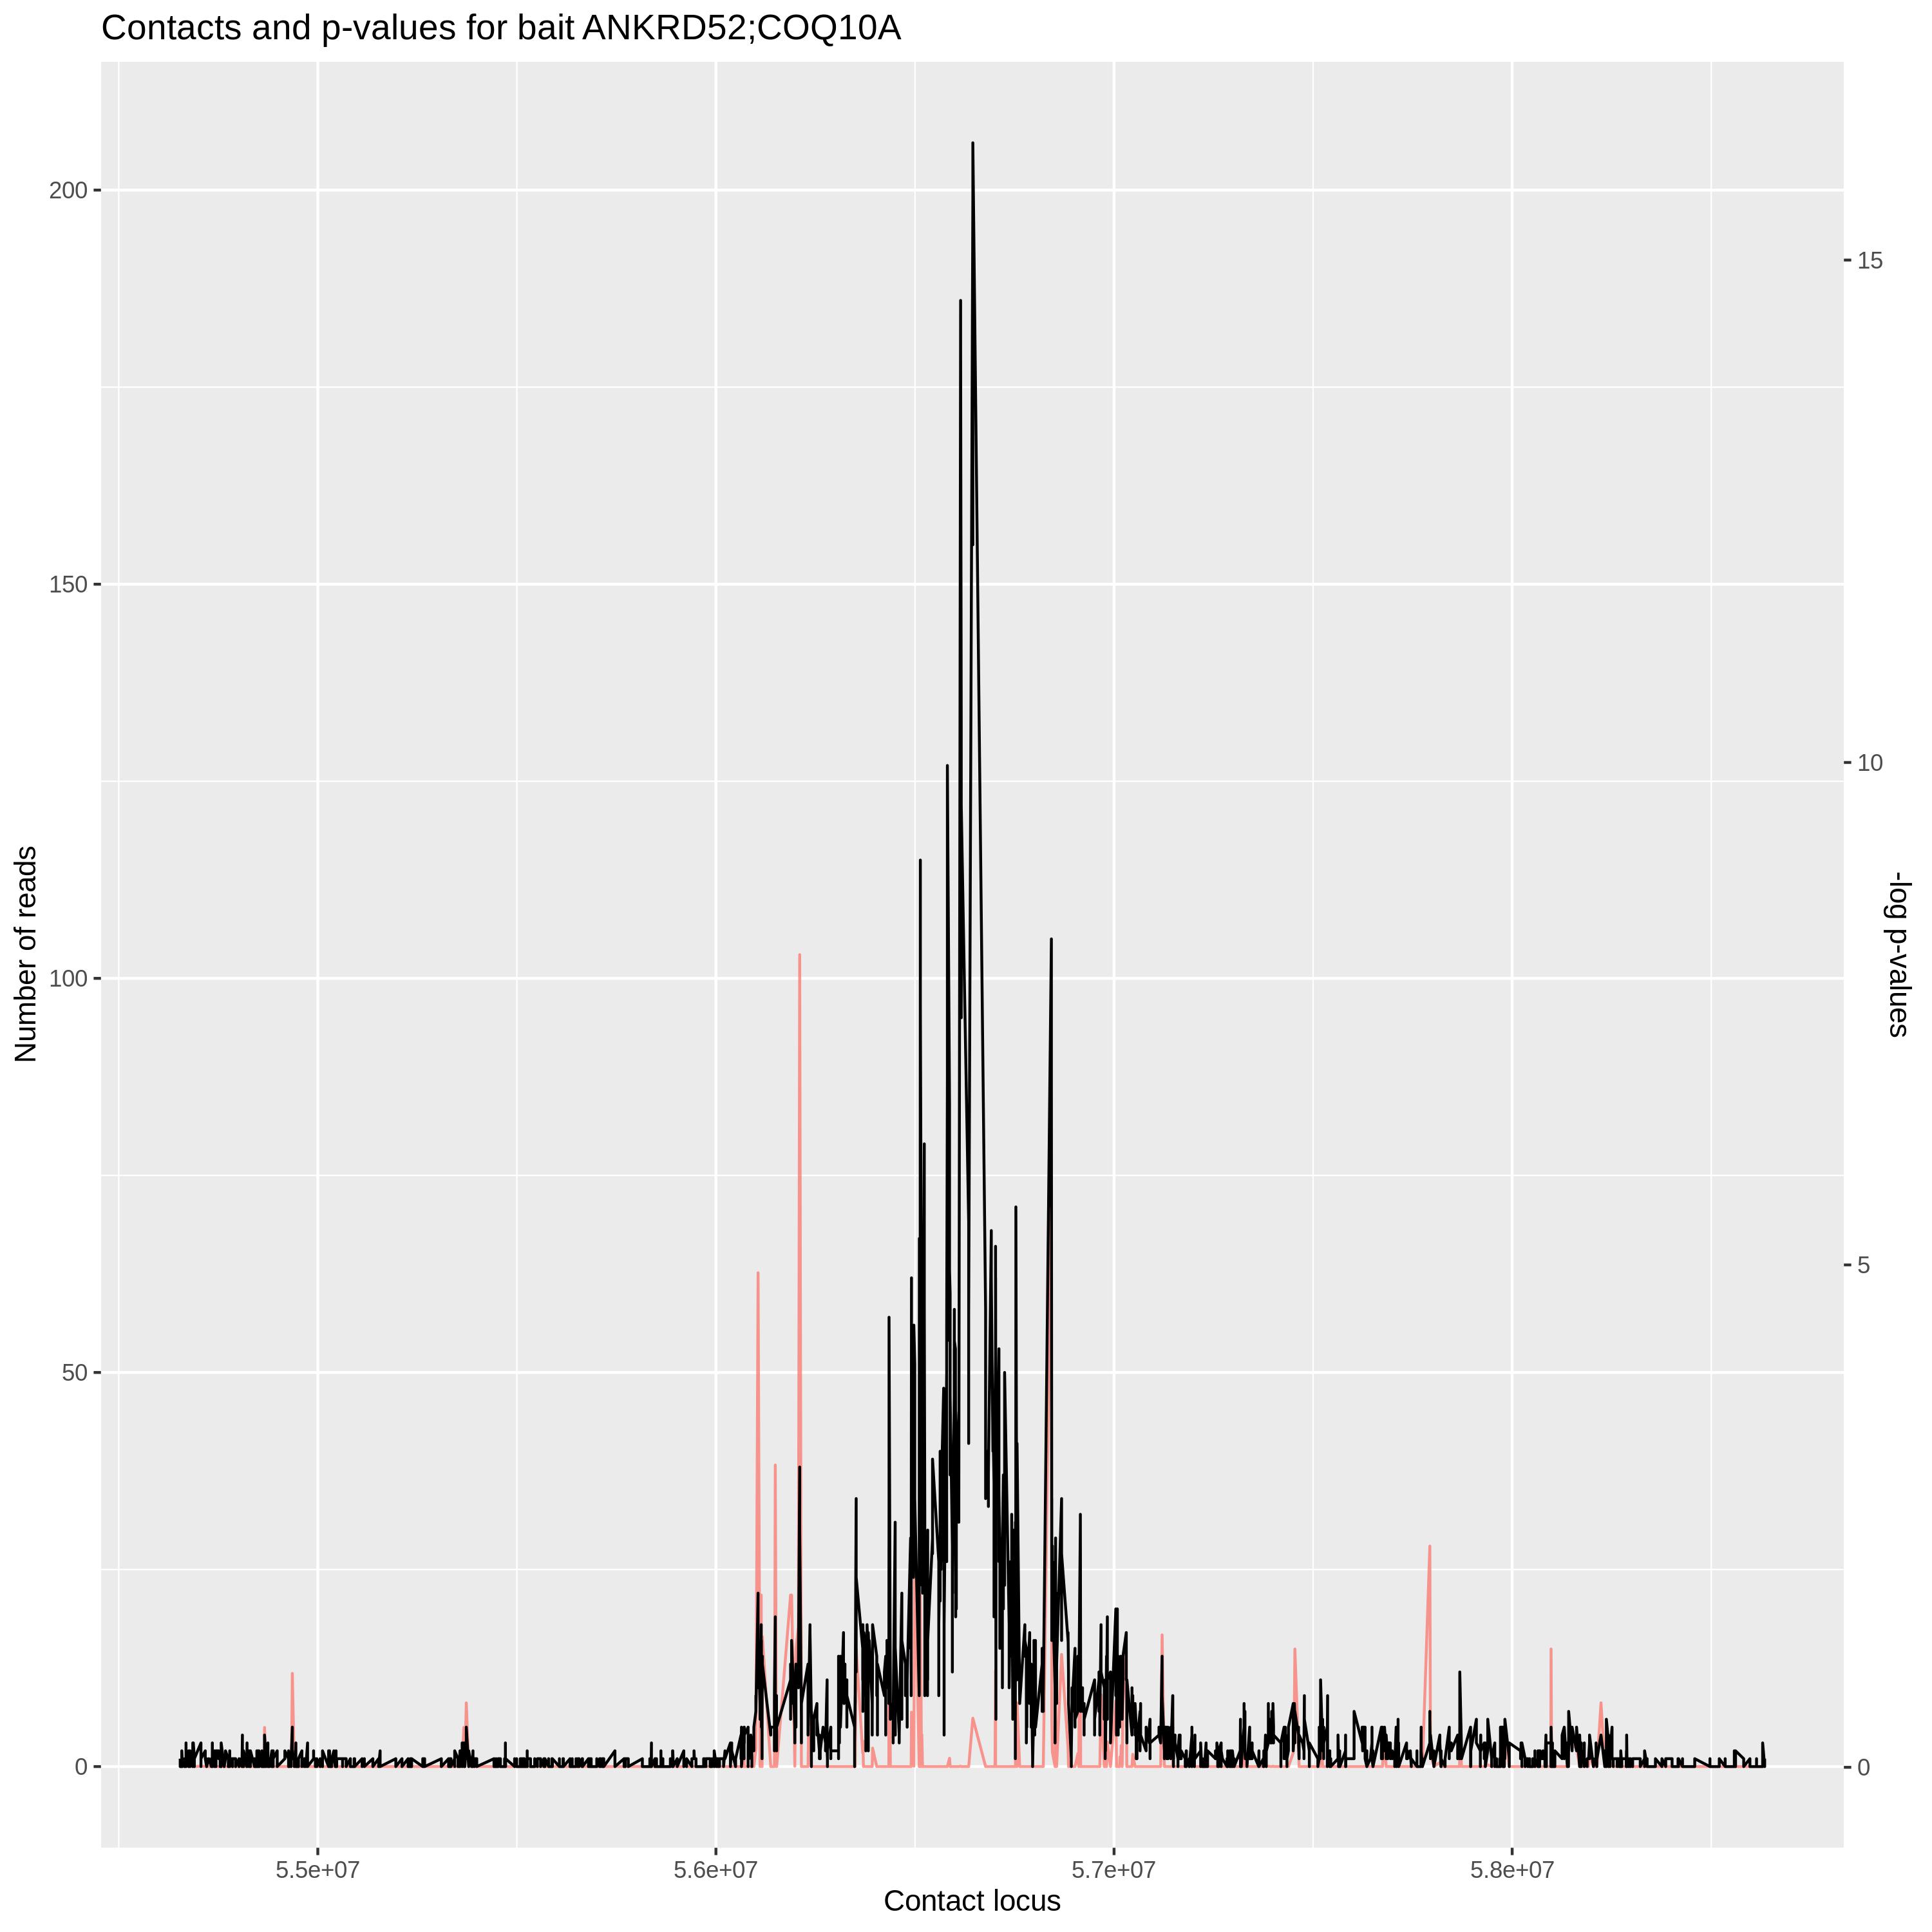 Contacts and p-values for bait ANKRD52;COQ10A
Number of reads
200
150
100
50
0
15
10
5
0
-log p-values
5.5e+07
5.6e+07
5.7e+07
5.8e+07
Contact locus